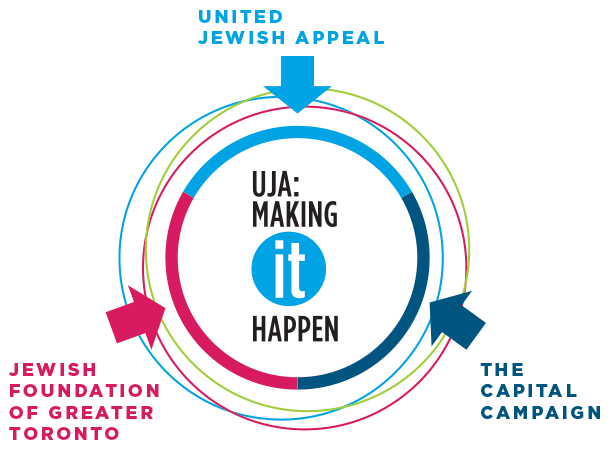 UNITED
JEWISH APPEAL
UJA:
MAKING
it
HAPPEN
JEWISH
FOUNDATION
OF GREATER
TORONTO
THE
CAPITAL
CAMPAIGN